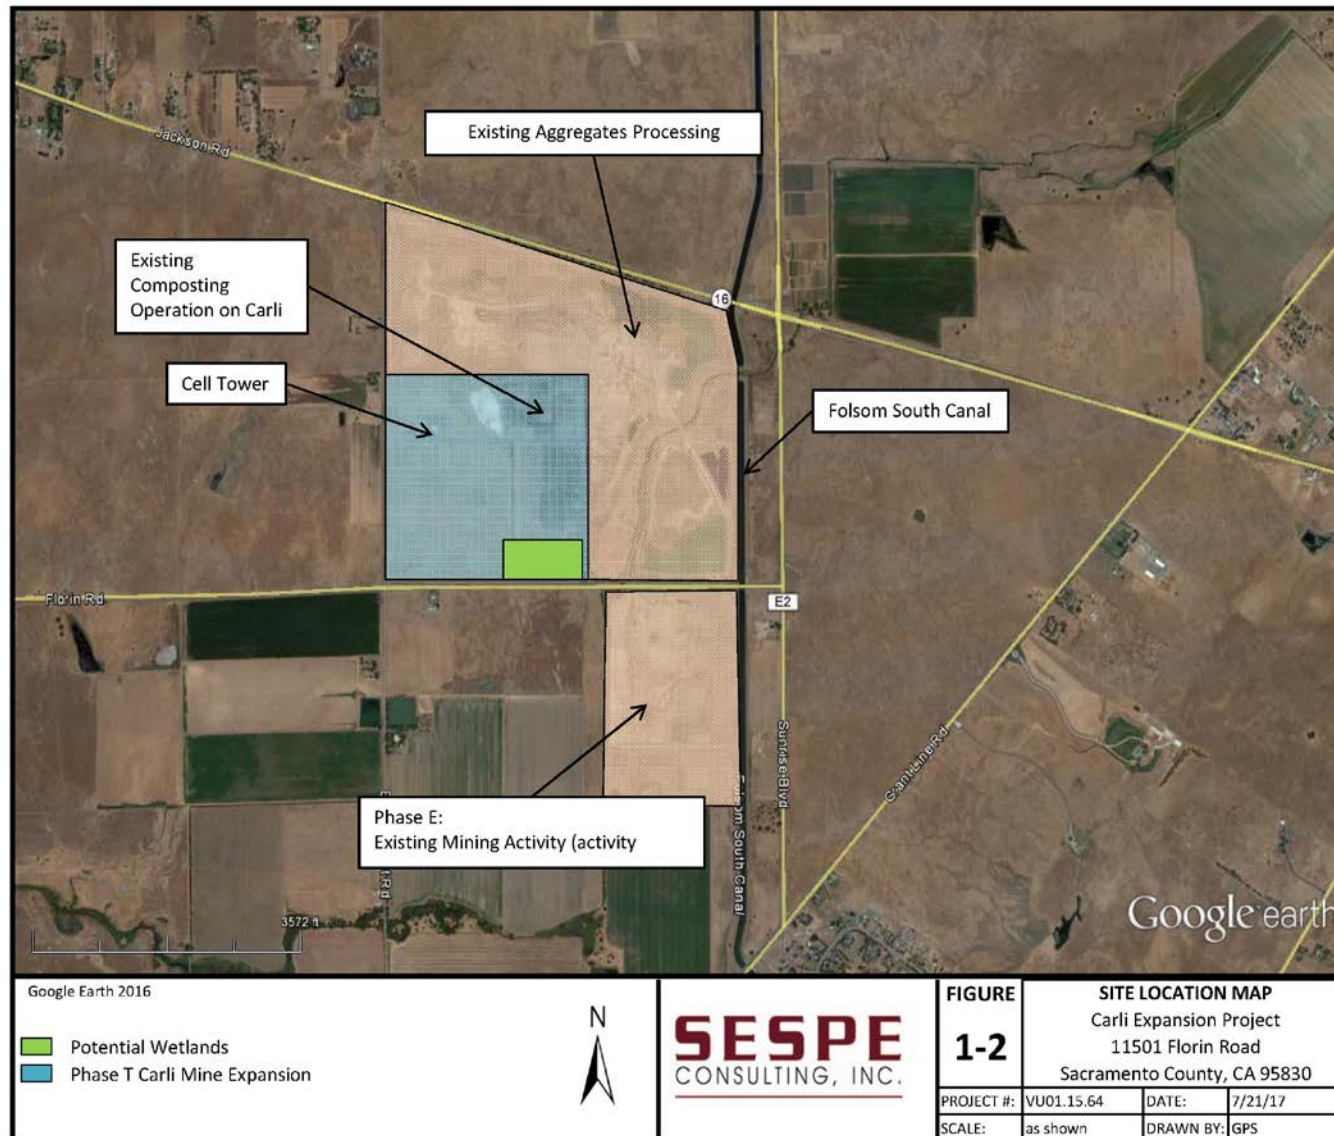 Existing Aggregates Processing
Jackson Rd
Existing
Composting
Operation on Carli
16
Cell Tower
Folsom South Canal
Florin Rd
E2
Sunrise Blvd
Grant Line Rd
Phase E:
Existing Mining Activity (activity
Folsom South Canal
Rd
3572 ft
Google earth
Google Earth 2016
Potential Wetlands
Phase T Carli Mine Expansion
N
SESPE
CONSULTING, INC.
FIGURE
1-2
SITE LOCATION MAP
Carli Expansion Project
11501 Florin Road
Sacramento County, CA 95830
PROJECT #: VU01.15.64 DATE: 7/21/17
SCALE: as shown DRAWN BY: GPS